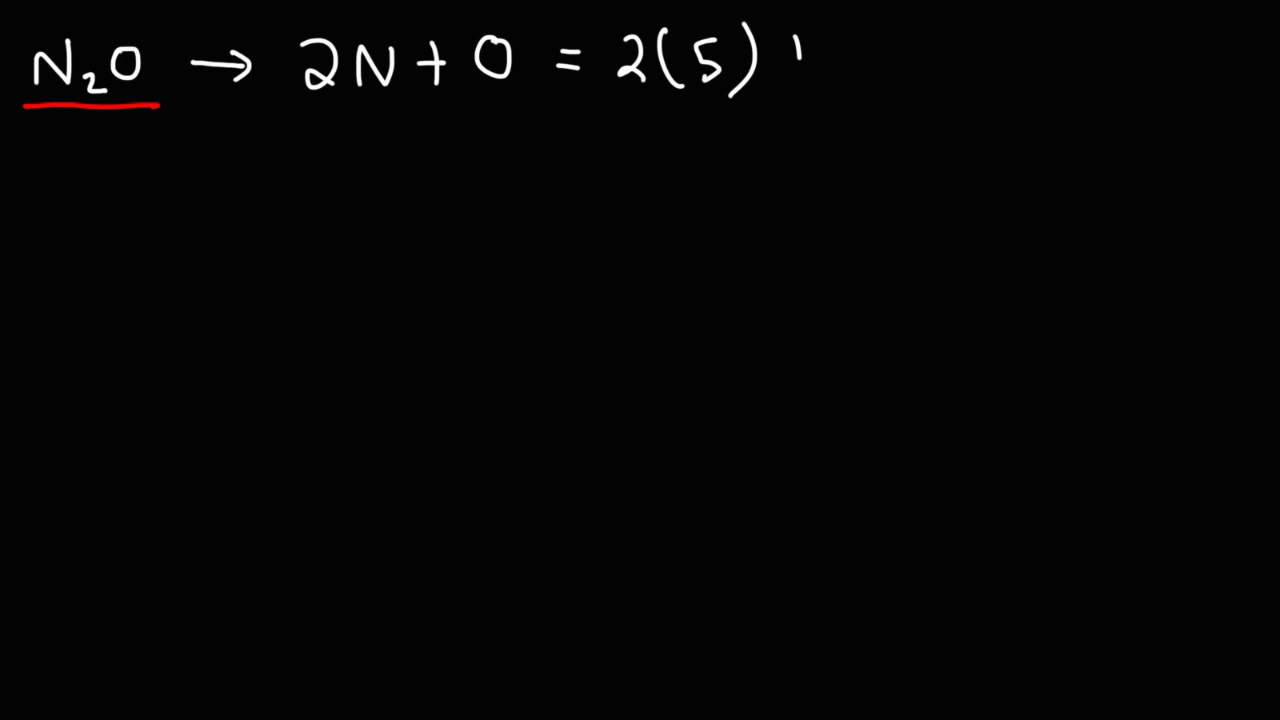 N₂O → 2N + O = 2(5)